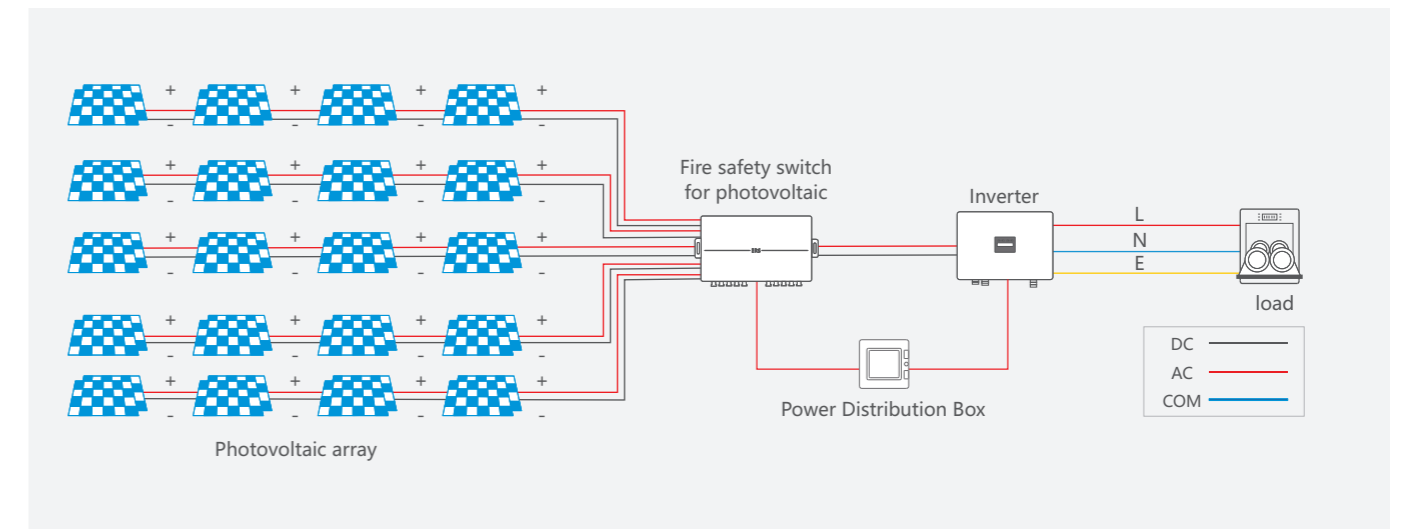 + + + +
- - - -
+ + + +
- - - -
+ + + +
- - - -
+ + + +
- - - -
+ + + +
- - - -
Photovoltaic array
Fire safety switch
for photovoltaic
Inverter
L
N
E
load
Power Distribution Box
DC
AC
COM